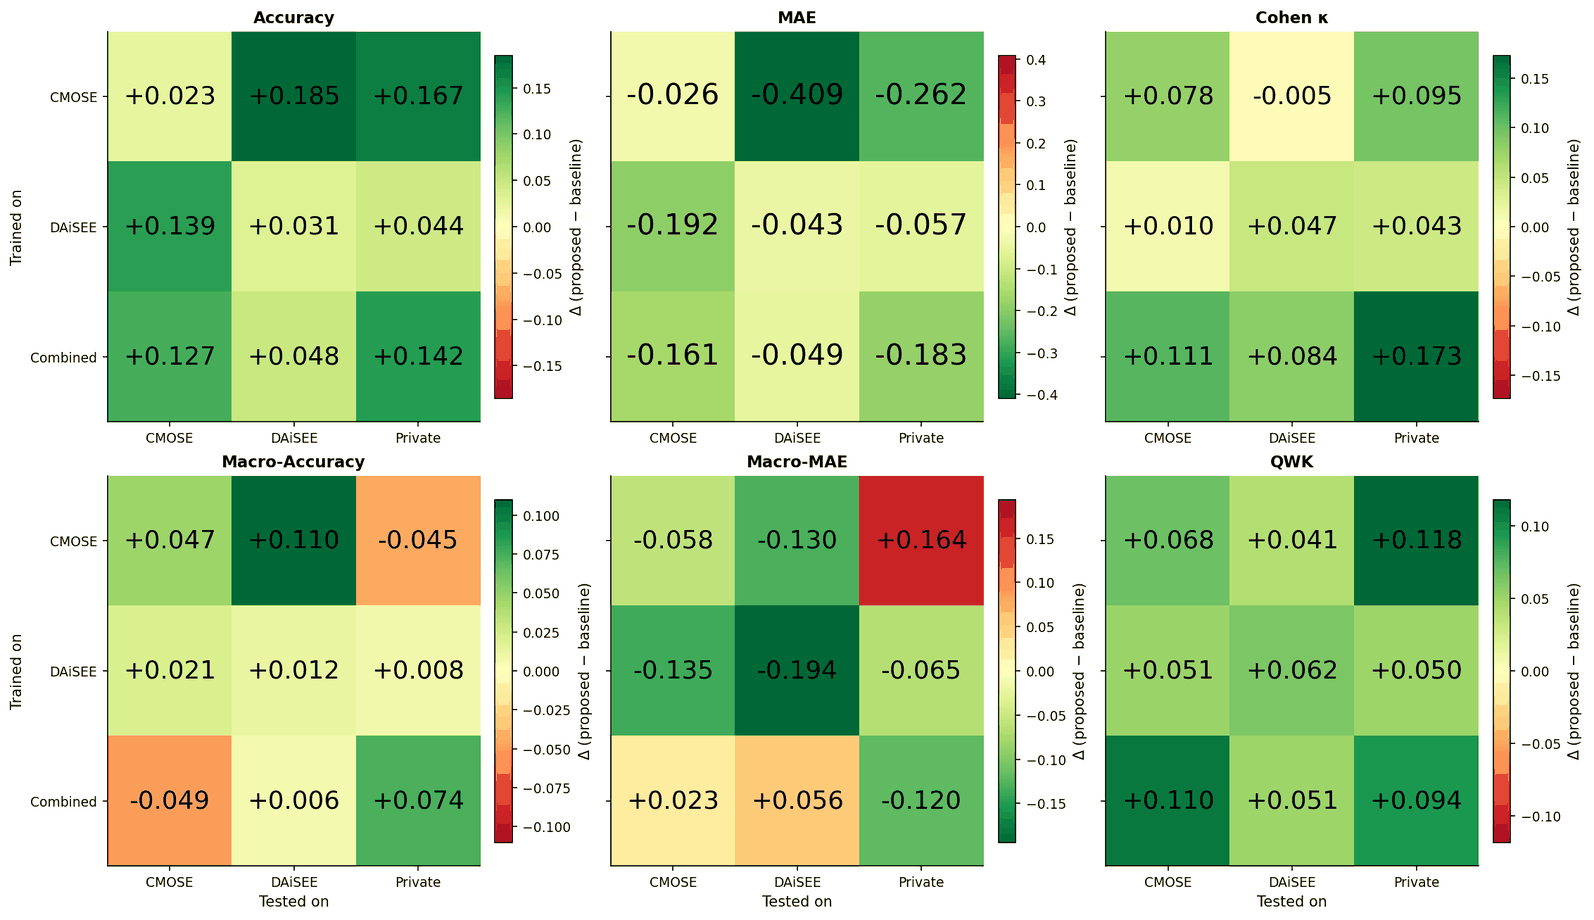 Accuracy
MAE
Cohen κ
CMOSE
+0.023
+0.185
+0.167
DAiSEE
+0.139
+0.031
+0.044
Combined
+0.127
+0.048
+0.142
Trained on
CMOSE
DAiSEE
Private
0.15
0.10
0.05
0.00
−0.05
−0.10
−0.15
Δ (proposed − baseline)
-0.026
-0.409
-0.262
-0.192
-0.043
-0.057
-0.161
-0.049
-0.183
CMOSE
DAiSEE
Private
0.4
0.3
0.2
0.1
0.0
−0.1
−0.2
−0.3
−0.4
Δ (proposed − baseline)
+0.078
-0.005
+0.095
+0.010
+0.047
+0.043
+0.111
+0.084
+0.173
CMOSE
DAiSEE
Private
0.15
0.10
0.05
0.00
−0.05
−0.10
−0.15
Δ (proposed − baseline)
Macro-Accuracy
Macro-MAE
QWK
CMOSE
+0.047
+0.110
-0.045
DAiSEE
+0.021
+0.012
+0.008
Combined
-0.049
+0.006
+0.074
Trained on
CMOSE
DAiSEE
Private
Tested on
0.100
0.075
0.050
0.025
0.000
−0.025
−0.050
−0.075
−0.100
Δ (proposed − baseline)
-0.058
-0.130
+0.164
-0.135
-0.194
-0.065
+0.023
+0.056
-0.120
CMOSE
DAiSEE
Private
Tested on
0.15
0.10
0.05
0.00
−0.05
−0.10
−0.15
Δ (proposed − baseline)
+0.068
+0.041
+0.118
+0.051
+0.062
+0.050
+0.110
+0.051
+0.094
CMOSE
DAiSEE
Private
Tested on
0.10
0.05
0.00
−0.05
−0.10
Δ (proposed − baseline)